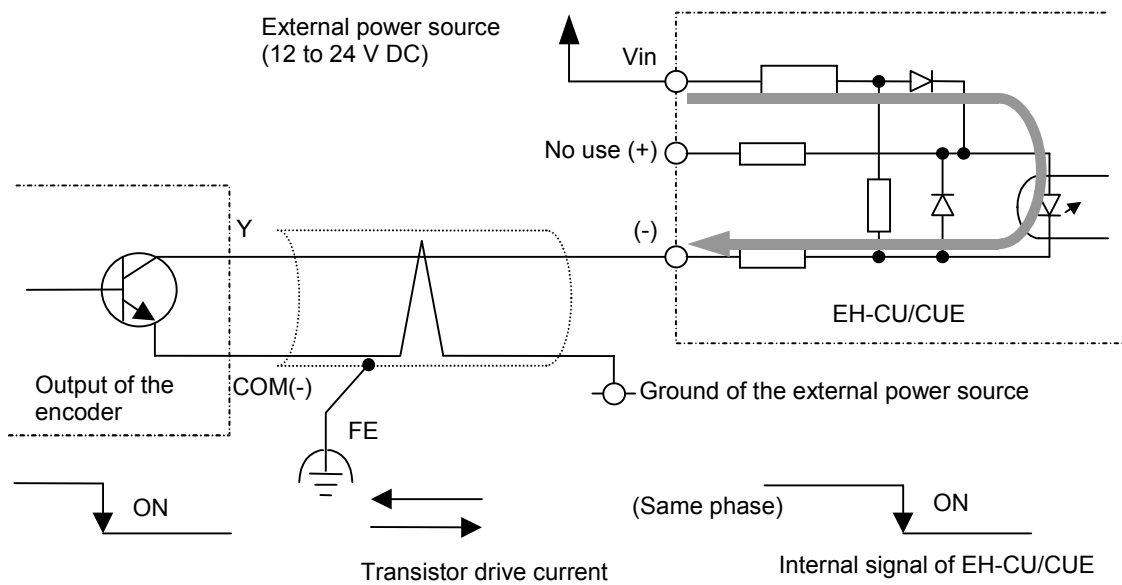 External power source
(12 to 24 V DC)
Vin
No use (+)
Y
(-)
EH-CU/CUE
Output of the
encoder
COM(-)
Ground of the external power source
FE
ON
(Same phase)
ON
Transistor drive current
Internal signal of EH-CU/CUE